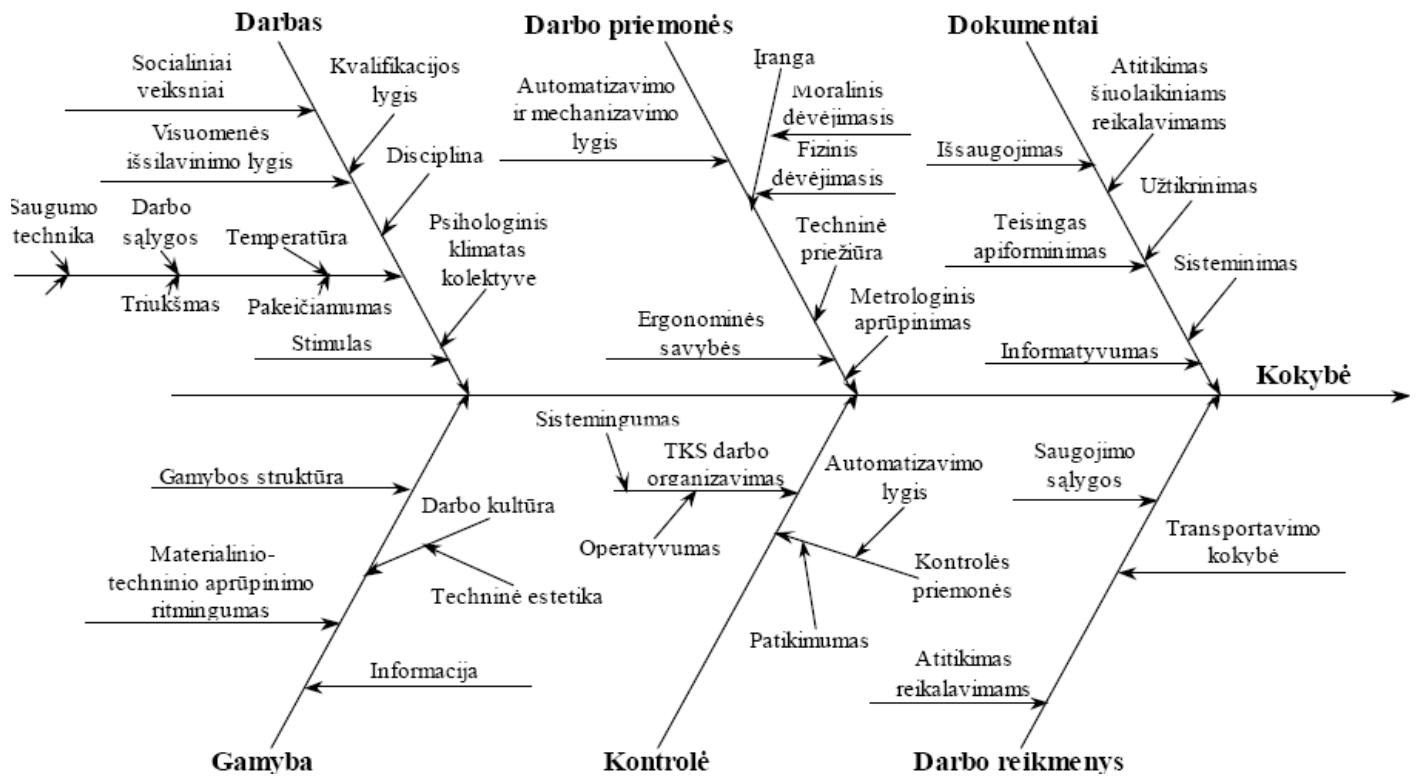 Darbas
Darbo priemonės
Dokumentai
Socialiniai
veiksniai
Kvalifikacijos
lygis
Visuomenės
išsilavinimo lygis
Disciplina
Saugumo
technika
Darbo
sąlygos
Temperatūra
Psihologinis
klimatas
kolektyve
Triukšmas
Pakeičiamumas
Stimulas
Įranga
Automatizavimo
ir mechanizavimo
lygis
Moralinis
dėvėjimasis
Fizinis
dėvėjimasis
Techninė
priežiūra
Metrologinis
aprūpinimas
Ergonominės
savybės
Atitikimas
šiuolaikiniams
reikalavimams
Išsaugojimas
Užtikrinimas
Teisingas
apiforminimas
Sisteminimas
Informatyvumas
Kokybė
Gamybos struktūra
Darbo kultūra
Materialinio-
techninio aprūpinimo
ritmingumas
Techninė estetika
Informacija
Sistemingumas
TKS darbo
organizavimas
Automatizavimo
lygis
Operatyvumas
Kontrolės
priemonės
Patikimumas
Saugojimo
sąlygos
Transportavimo
kokybė
Atitikimas
reikalavimams
Gamyba
Kontrolė
Darbo reikmenys